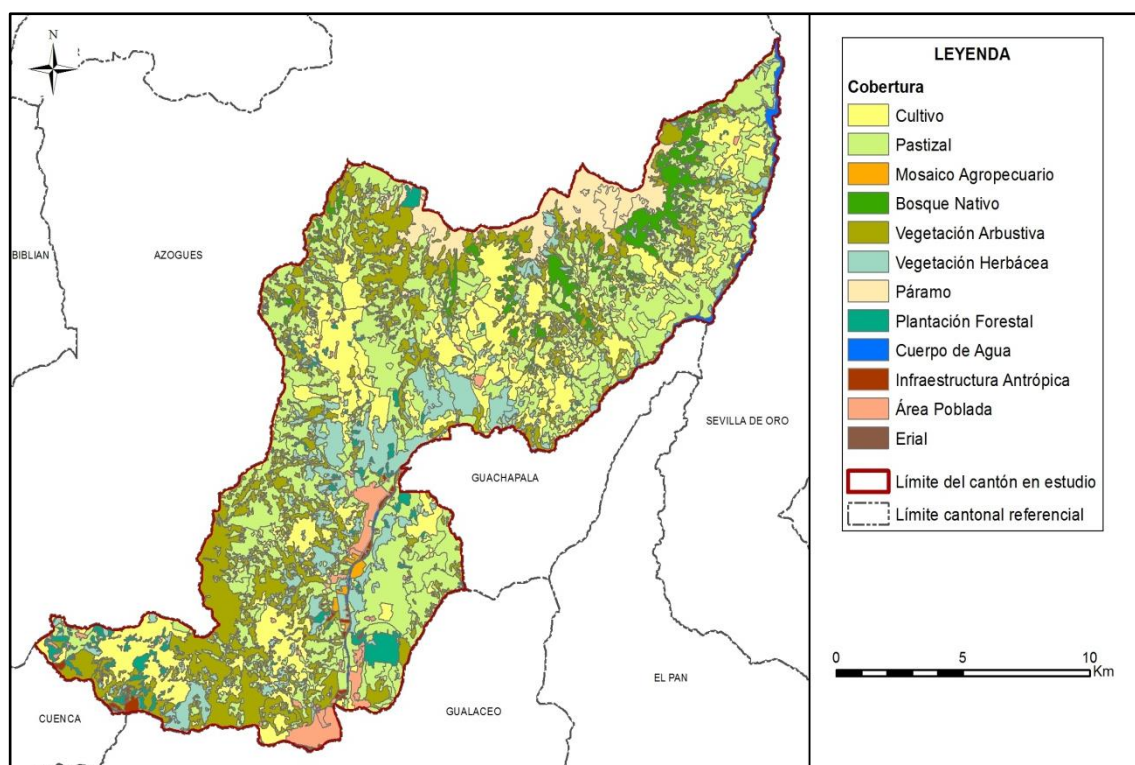 N
BIBLIAN
AZOGUES
SEVILLA DE ORO
GUACHAPALA
EL PAN
GUALACEO
CUENCA
LEYENDA
Cobertura
Cultivo
Pastizal
Mosaico Agropecuario
Bosque Nativo
Vegetación Arbustiva
Vegetación Herbácea
Páramo
Plantación Forestal
Cuerpo de Agua
Infraestructura Antrópica
Área Poblada
Erial
Límite del cantón en estudio
Límite cantonal referencial
0 5 10
Km